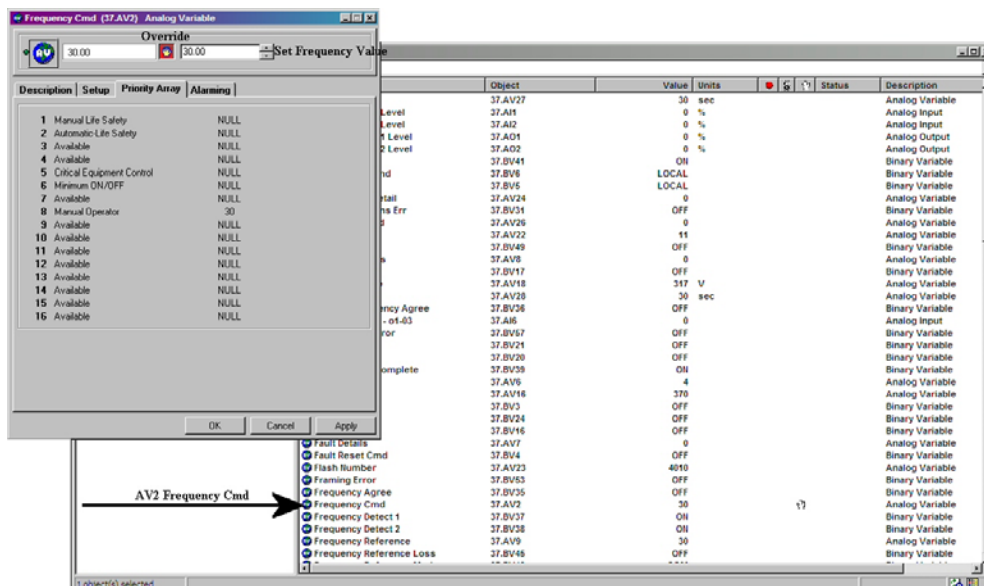 Frequency Cmd (37.AV2) Analog Variable
Override
AV 30.00 30.00 Set Frequency Value
Description Setup Priority Array Alarming
1 Manual Life Safety NULL
2 Automatic-Life Safety NULL
3 Available NULL
4 Available NULL
5 Critical Equipment Control NULL
6 Minimum ON/OFF NULL
7 Available NULL
8 Manual Operator 30
9 Available NULL
10 Available NULL
11 Available NULL
12 Available NULL
13 Available NULL
14 Available NULL
15 Available NULL
16 Available NULL
OK Cancel Apply
Object Value Units Status Description
37.AV27 30 sec Analog Variable
Level 37.AI1 0 % Analog Input
Level 37.AI2 0 % Analog Input
1 Level 37.AO1 0 % Analog Output
2 Level 37.AO2 0 % Analog Output
37.BV41 ON Binary Variable
nd 37.BV6 LOCAL Binary Variable
37.BV5 LOCAL Binary Variable
etail 37.AV24 0 Analog Variable
ns Err 37.BV31 OFF Binary Variable
37.AV26 0 Analog Variable
37.AV22 11 Analog Variable
37.BV49 OFF Binary Variable
s 37.AV8 0 Analog Variable
37.BV17 OFF Binary Variable
37.AV18 317 V Analog Variable
37.AV28 30 sec Analog Variable
ency Agree 37.BV36 OFF Binary Variable
- o1-03 37.AI6 0 Analog Input
ror 37.BV57 OFF Binary Variable
37.BV21 OFF Binary Variable
37.BV20 OFF Binary Variable
omplete 37.BV39 ON Binary Variable
37.AV6 4 Analog Variable
37.AV16 370 Analog Variable
37.BV3 OFF Binary Variable
37.BV24 OFF Binary Variable
37.BV16 OFF Binary Variable
Fault Details 37.AV7 0 Analog Variable
Fault Reset Cmd 37.BV4 OFF Binary Variable
Flash Number 37.AV23 4010 Analog Variable
Framing Error 37.BV53 OFF Binary Variable
Frequency Agree 37.BV35 OFF Binary Variable
AV2 Frequency Cmd
Frequency Cmd 37.AV2 30 Analog Variable
Frequency Detect 1 37.BV37 ON Binary Variable
Frequency Detect 2 37.BV38 ON Binary Variable
Frequency Reference 37.AV9 30 Analog Variable
Frequency Reference Loss 37.BV46 OFF Binary Variable
1 object(s) selected